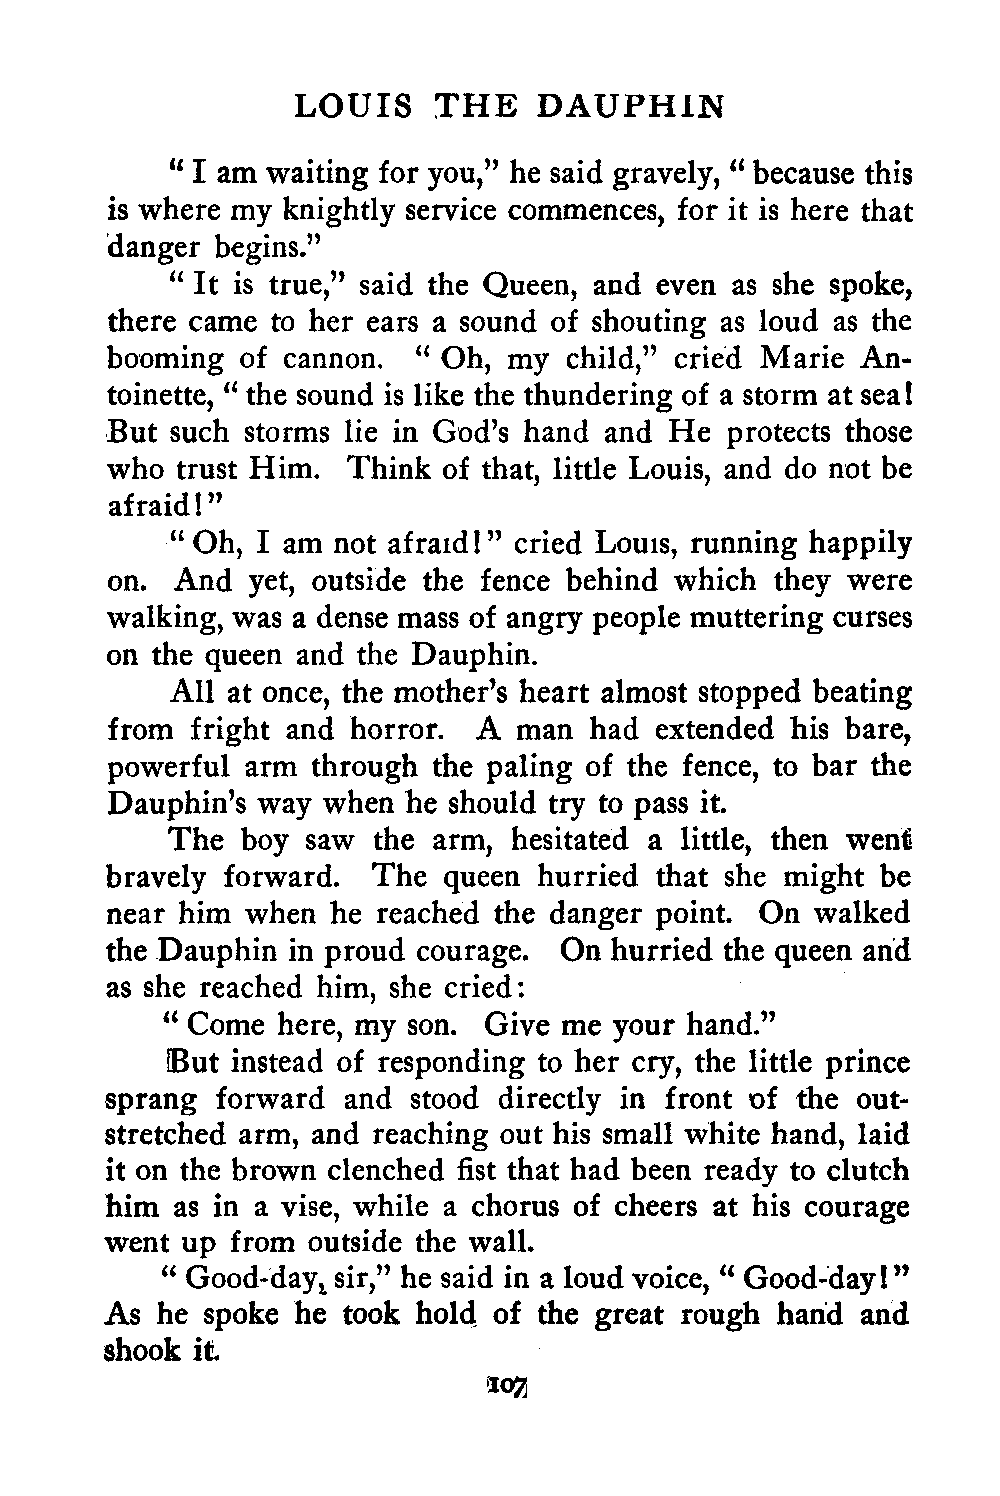 LOUIS THE DAUPHIN
“ I am waiting for you,” he said gravely, “ because this
is where my knightly service commences, for it is here that
danger begins.”
“ It is true,” said the Queen, and even as she spoke,
there came to her ears a sound of shouting as loud as the
booming of cannon. “ Oh, my child,” cried Marie An-
toinette, “ the sound is like the thundering of a storm at sea!
But such storms lie in God’s hand and He protects those
who trust Him. Think of that, little Louis, and do not be
afraid!”
“ Oh, I am not afraid!” cried Louis, running happily
on. And yet, outside the fence behind which they were
walking, was a dense mass of angry people muttering curses
on the queen and the Dauphin.
All at once, the mother’s heart almost stopped beating
from fright and horror. A man had extended his bare,
powerful arm through the paling of the fence, to bar the
Dauphin’s way when he should try to pass it.
The boy saw the arm, hesitated a little, then went
bravely forward. The queen hurried that she might be
near him when he reached the danger point. On walked
the Dauphin in proud courage. On hurried the queen and
as she reached him, she cried:
“ Come here, my son. Give me your hand.”
But instead of responding to her cry, the little prince
sprang forward and stood directly in front of the out-
stretched arm, and reaching out his small white hand, laid
it on the brown clenched fist that had been ready to clutch
him as in a vise, while a chorus of cheers at his courage
went up from outside the wall.
“ Good-day, sir,” he said in a loud voice, “ Good-day!”
As he spoke he took hold of the great rough hand and
shook it.
107